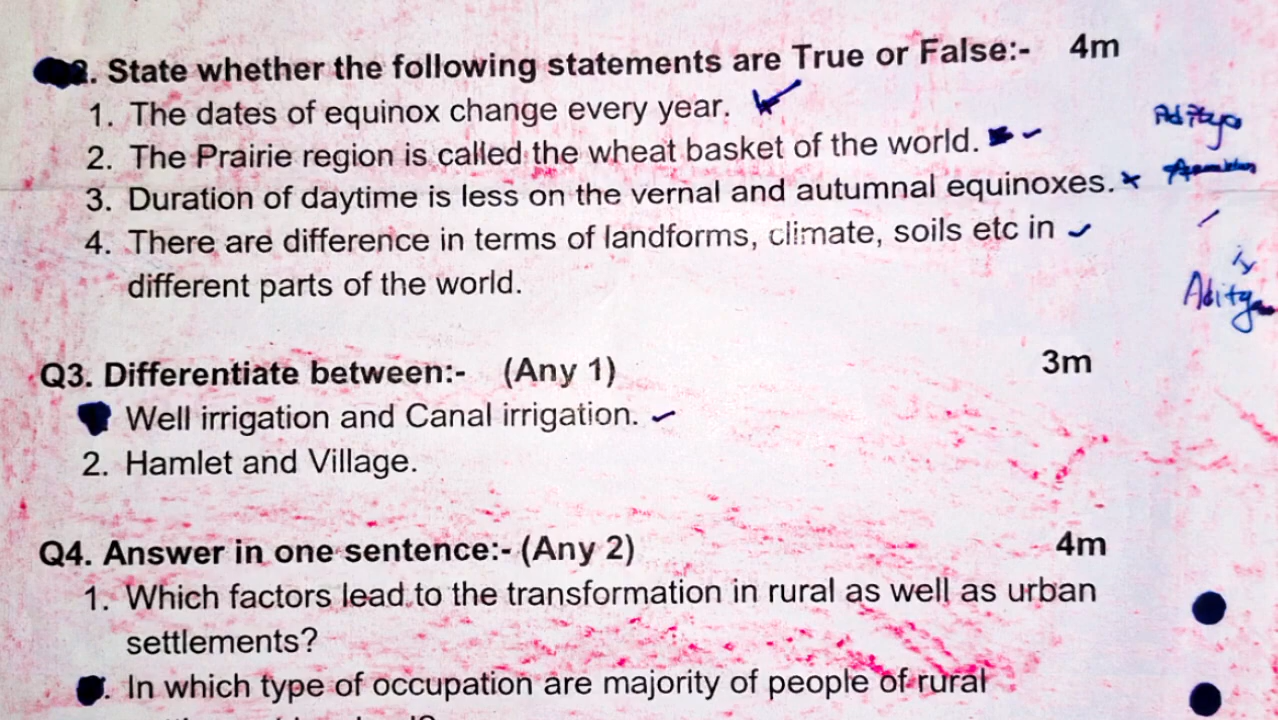 2. State whether the following statements are True or False:- 4m
1. The dates of equinox change every year.
2. The Prairie region is called the wheat basket of the world.
Aditya
3. Duration of daytime is less on the vernal and autumnal equinoxes.
4. There are difference in terms of landforms, climate, soils etc in
different parts of the world.
Aditya
Q3. Differentiate between:- (Any 1) 3m
Well irrigation and Canal irrigation.
2. Hamlet and Village.
Q4. Answer in one sentence:- (Any 2) 4m
1. Which factors lead to the transformation in rural as well as urban
settlements?
In which type of occupation are majority of people of rural